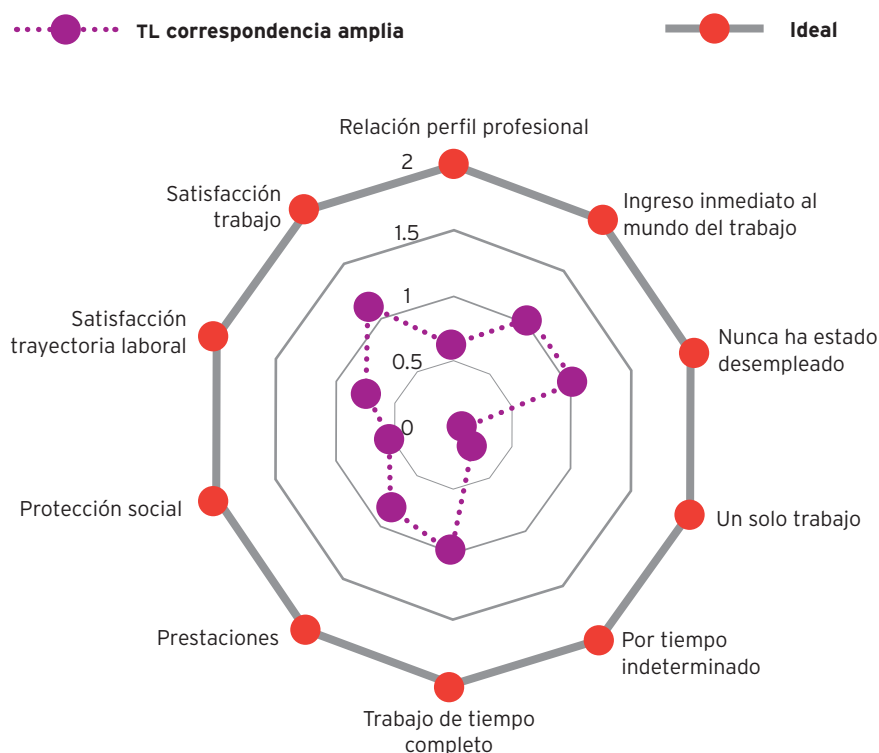 TL correspondencia amplia
Ideal
Relación perfil profesional
2
Satisfacción
trabajo
Ingreso inmediato al
mundo del trabajo
1.5
1
Satisfacción
trayectoria laboral
Nunca ha estado
desempleado
0.5
0
Protección social
Un solo trabajo
Prestaciones
Por tiempo
indeterminado
Trabajo de tiempo
completo